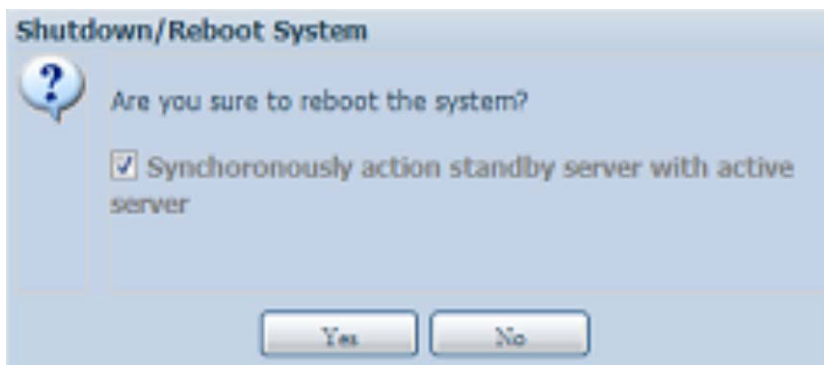 Shutdown/Reboot System
?
Are you sure to reboot the system?
Synchoronously action standby server with active
server
Yes No